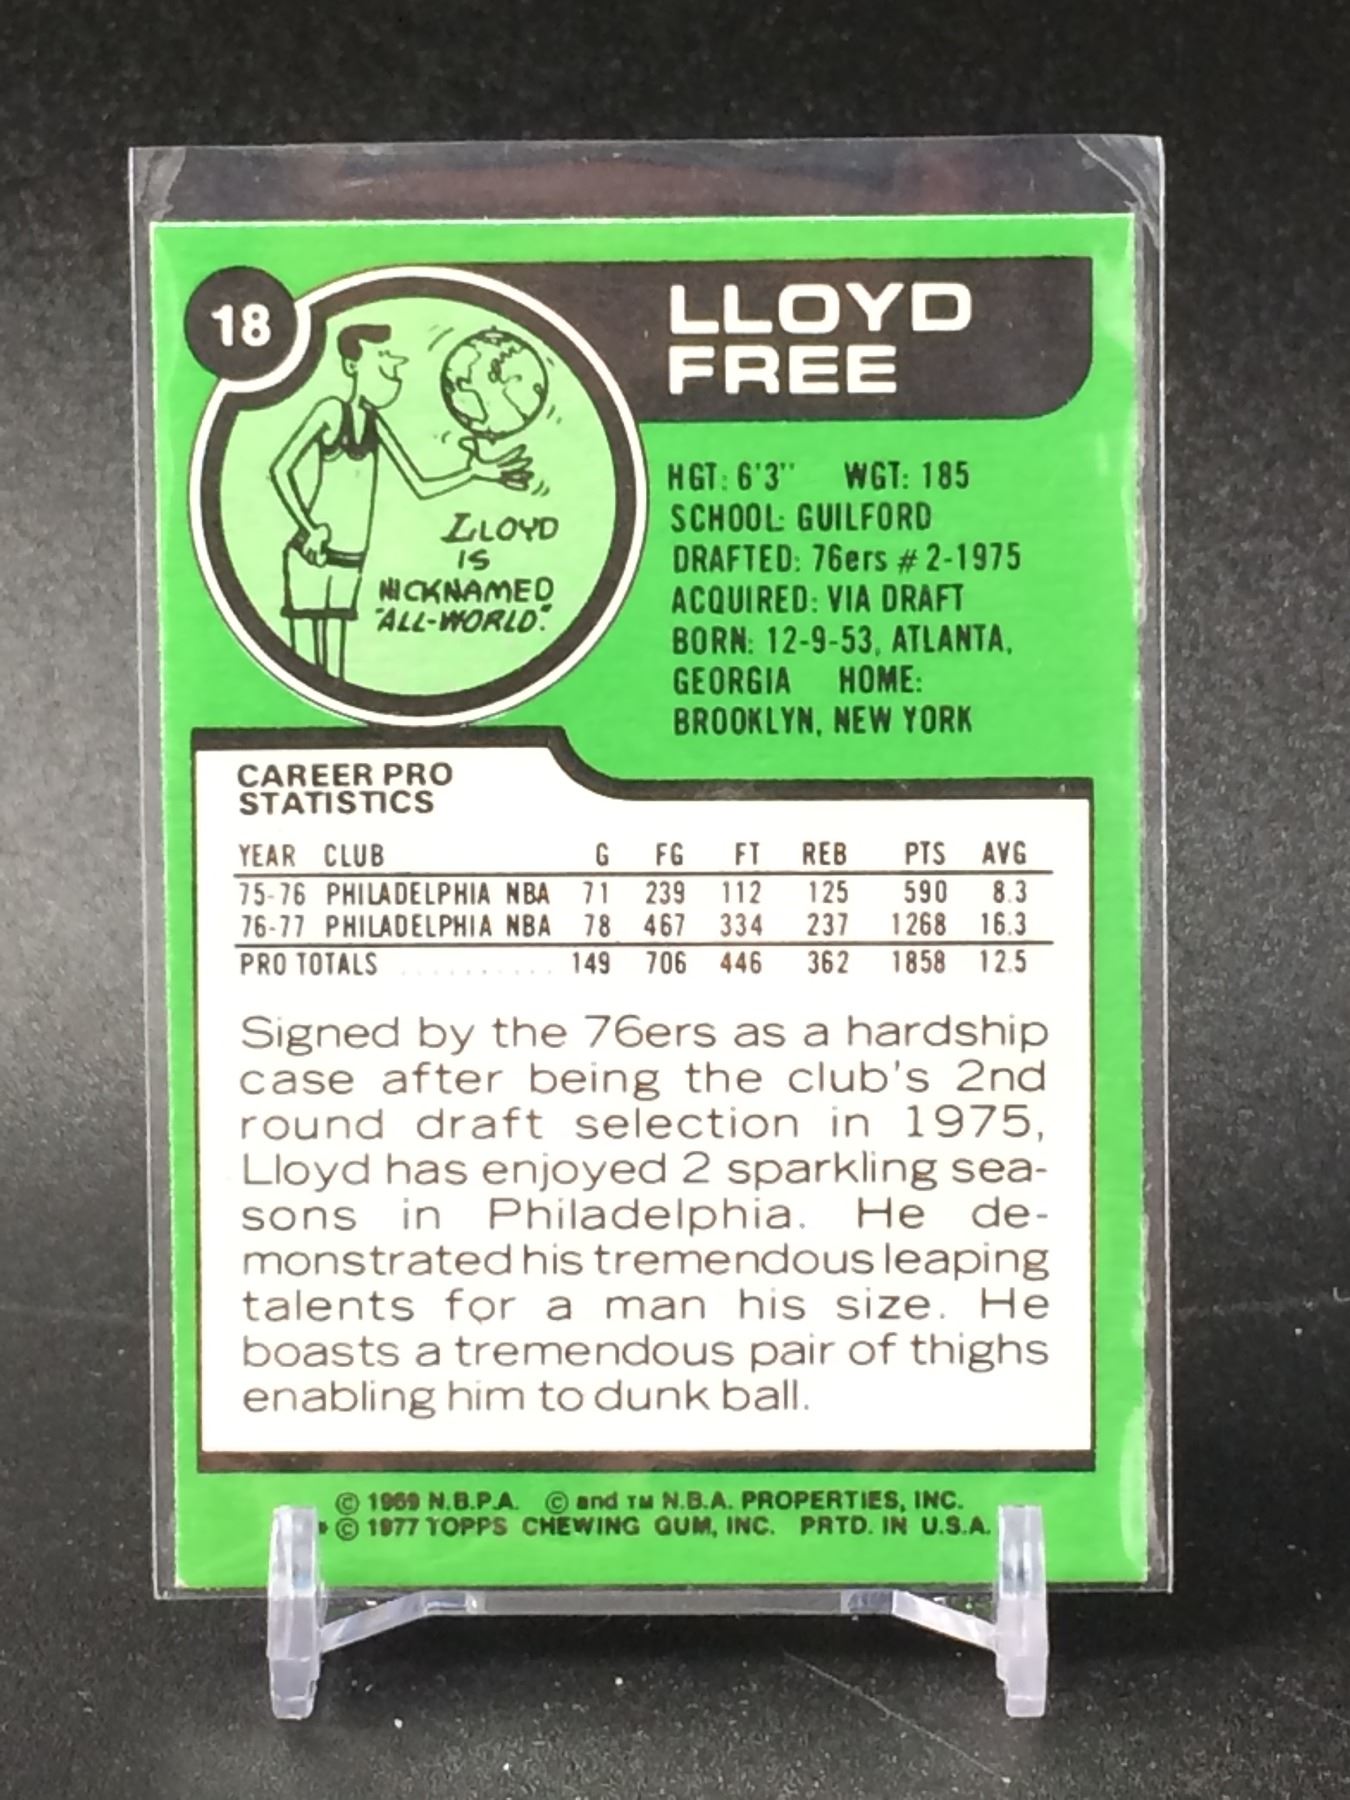 18
LLOYD
FREE
LLOYD
IS
NICKNAMED
"ALL-WORLD."
HGT: 6'3" WGT: 185
SCHOOL: GUILFORD
DRAFTED: 76ers #2-1975
ACQUIRED: VIA DRAFT
BORN: 12-9-53, ATLANTA,
GEORGIA HOME:
BROOKLYN, NEW YORK
CAREER PRO
STATISTICS
YEAR CLUB G FG FT REB PTS AVG
75-76 PHILADELPHIA NBA 71 239 112 125 590 8.3
76-77 PHILADELPHIA NBA 78 467 334 237 1268 16.3
PRO TOTALS .......... 149 706 446 362 1858 12.5
Signed by the 76ers as a hardship
case after being the club's 2nd
round draft selection in 1975,
Lloyd has enjoyed 2 sparkling sea-
sons in Philadelphia. He de-
monstrated his tremendous leaping
talents for a man his size. He
boasts a tremendous pair of thighs
enabling him to dunk ball.
© 1969 N.B.P.A. © and TM N.B.A. PROPERTIES, INC.
© 1977 TOPPS CHEWING GUM, INC. PRTD. IN U.S.A.